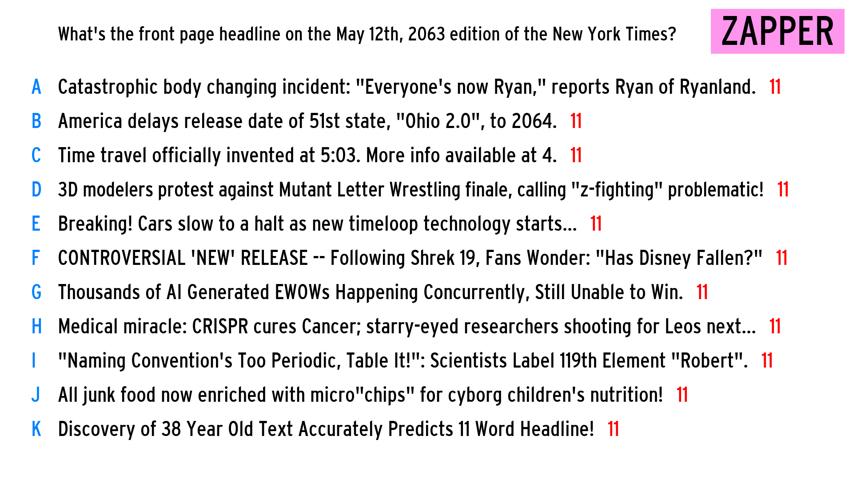 What's the front page headline on the May 12th, 2063 edition of the New York Times?
ZAPPER
A Catastrophic body changing incident: "Everyone's now Ryan," reports Ryan of Ryanland. 11
B America delays release date of 51st state, "Ohio 2.0", to 2064. 11
C Time travel officially invented at 5:03. More info available at 4. 11
D 3D modelers protest against Mutant Letter Wrestling finale, calling "z-fighting" problematic! 11
E Breaking! Cars slow to a halt as new timeloop technology starts... 11
F CONTROVERSIAL 'NEW' RELEASE -- Following Shrek 19, Fans Wonder: "Has Disney Fallen?" 11
G Thousands of AI Generated EWOWs Happening Concurrently, Still Unable to Win. 11
H Medical miracle: CRISPR cures Cancer; starry-eyed researchers shooting for Leos next... 11
I "Naming Convention's Too Periodic, Table It!": Scientists Label 119th Element "Robert". 11
J All junk food now enriched with micro"chips" for cyborg children's nutrition! 11
K Discovery of 38 Year Old Text Accurately Predicts 11 Word Headline! 11